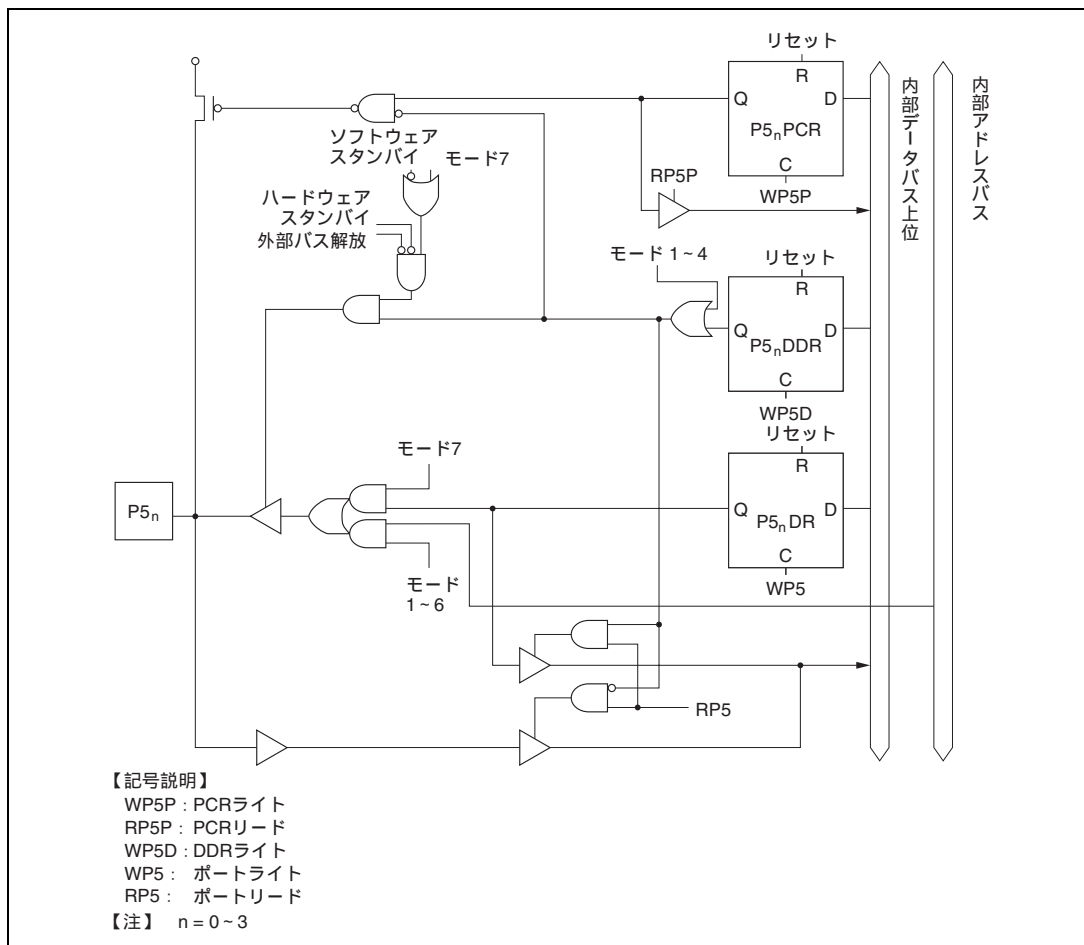 リセット
R
Q
D
P5nPCR
C
WP5P
RP5P
ソフトウェア
スタンバイ
モード7
ハードウェア
スタンバイ
外部バス解放
モード 1~4
リセット
R
Q
D
P5nDDR
C
WP5D
リセット
R
Q
D
P5nDR
C
WP5
モード7
P5n
モード
1~6
RP5
内部データバス上位
内部アドレスバス
【記号説明】
WP5P : PCRライト
RP5P : PCRリード
WP5D : DDRライト
WP5 : ポートライト
RP5 : ポートリード
【注】 n = 0~3